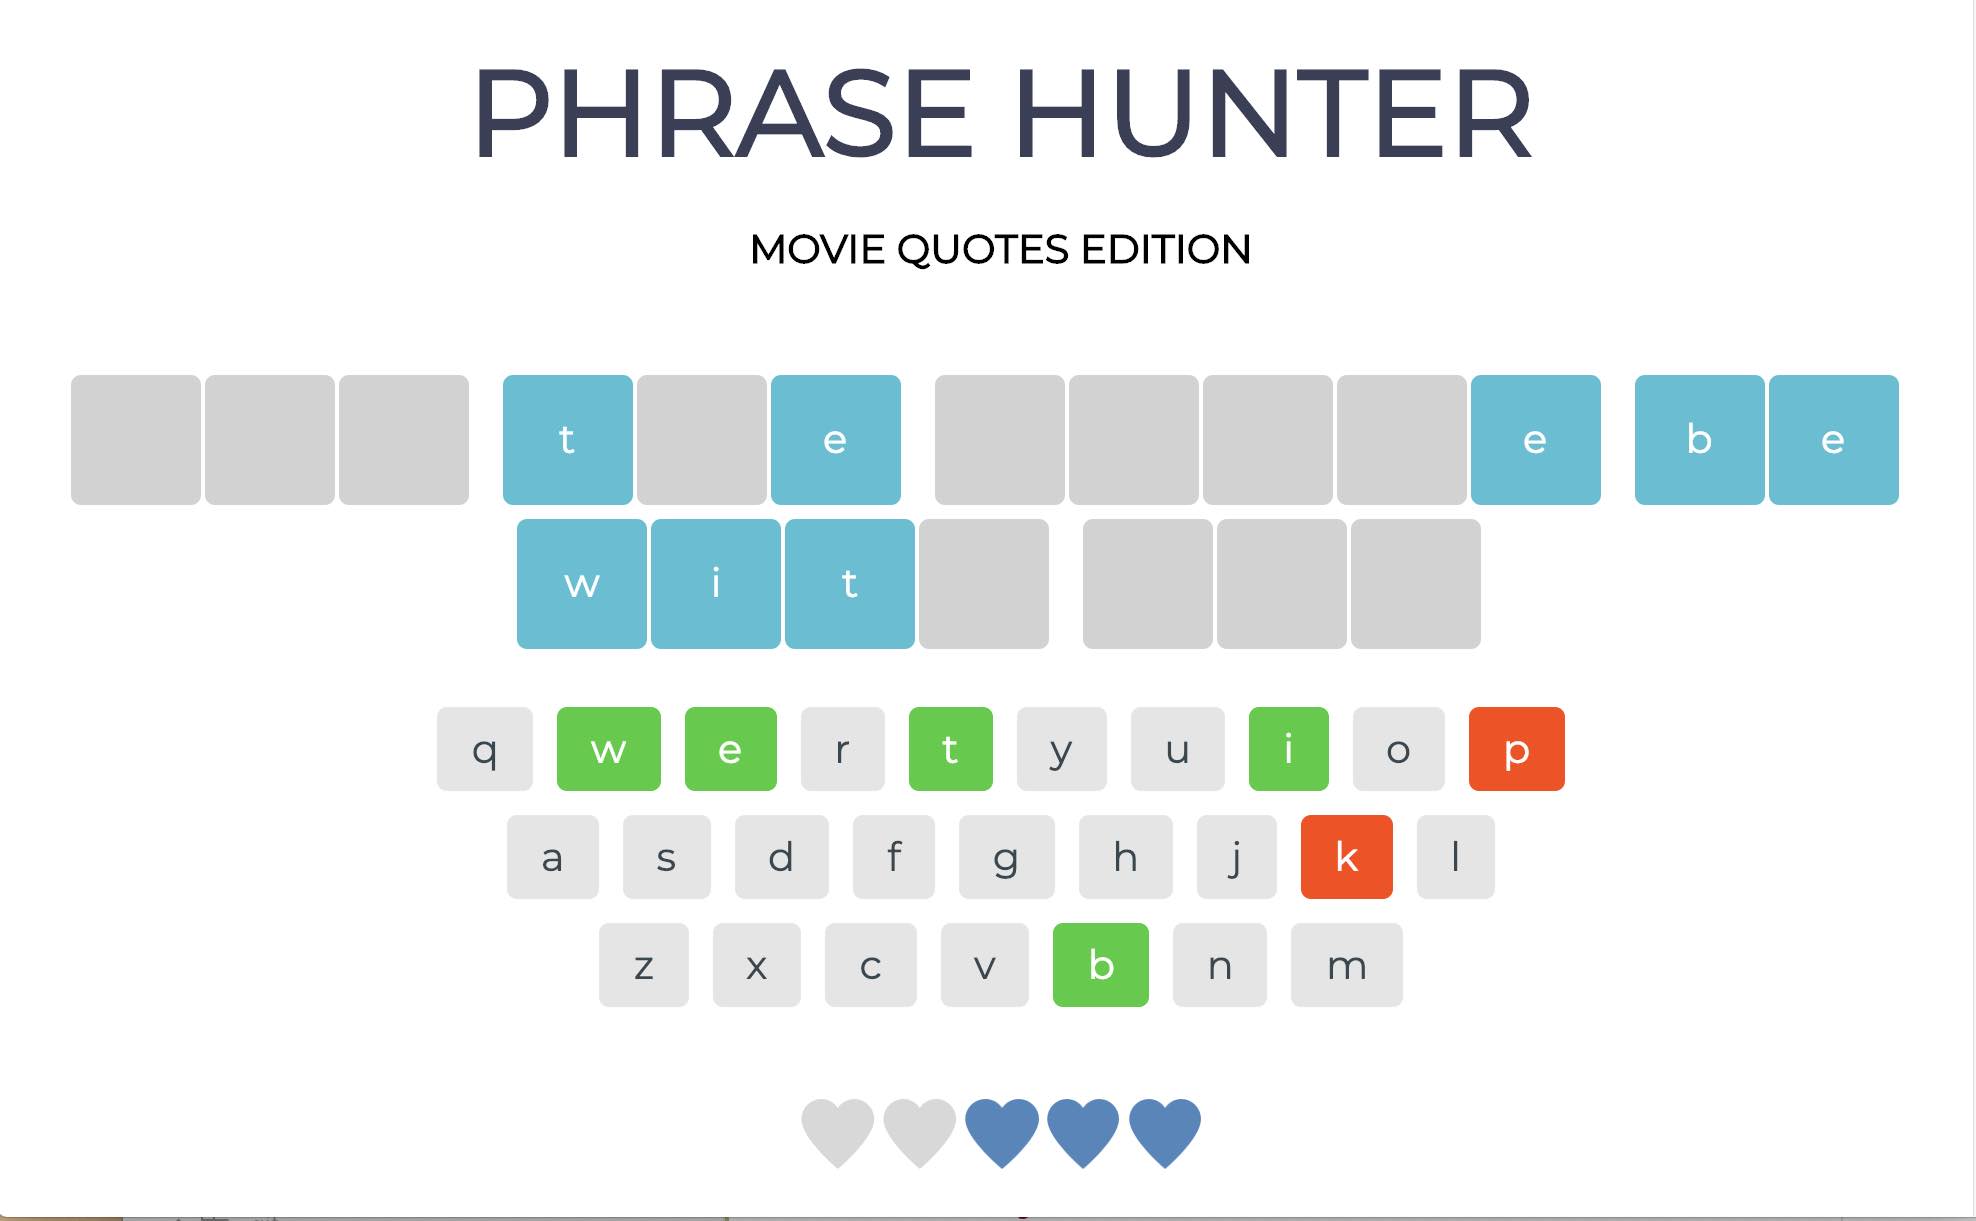 PHRASE HUNTER
MOVIE QUOTES EDITION
t e e b e
w i t
q w e r t y u i o p
a s d f g h j k l
z x c v b n m